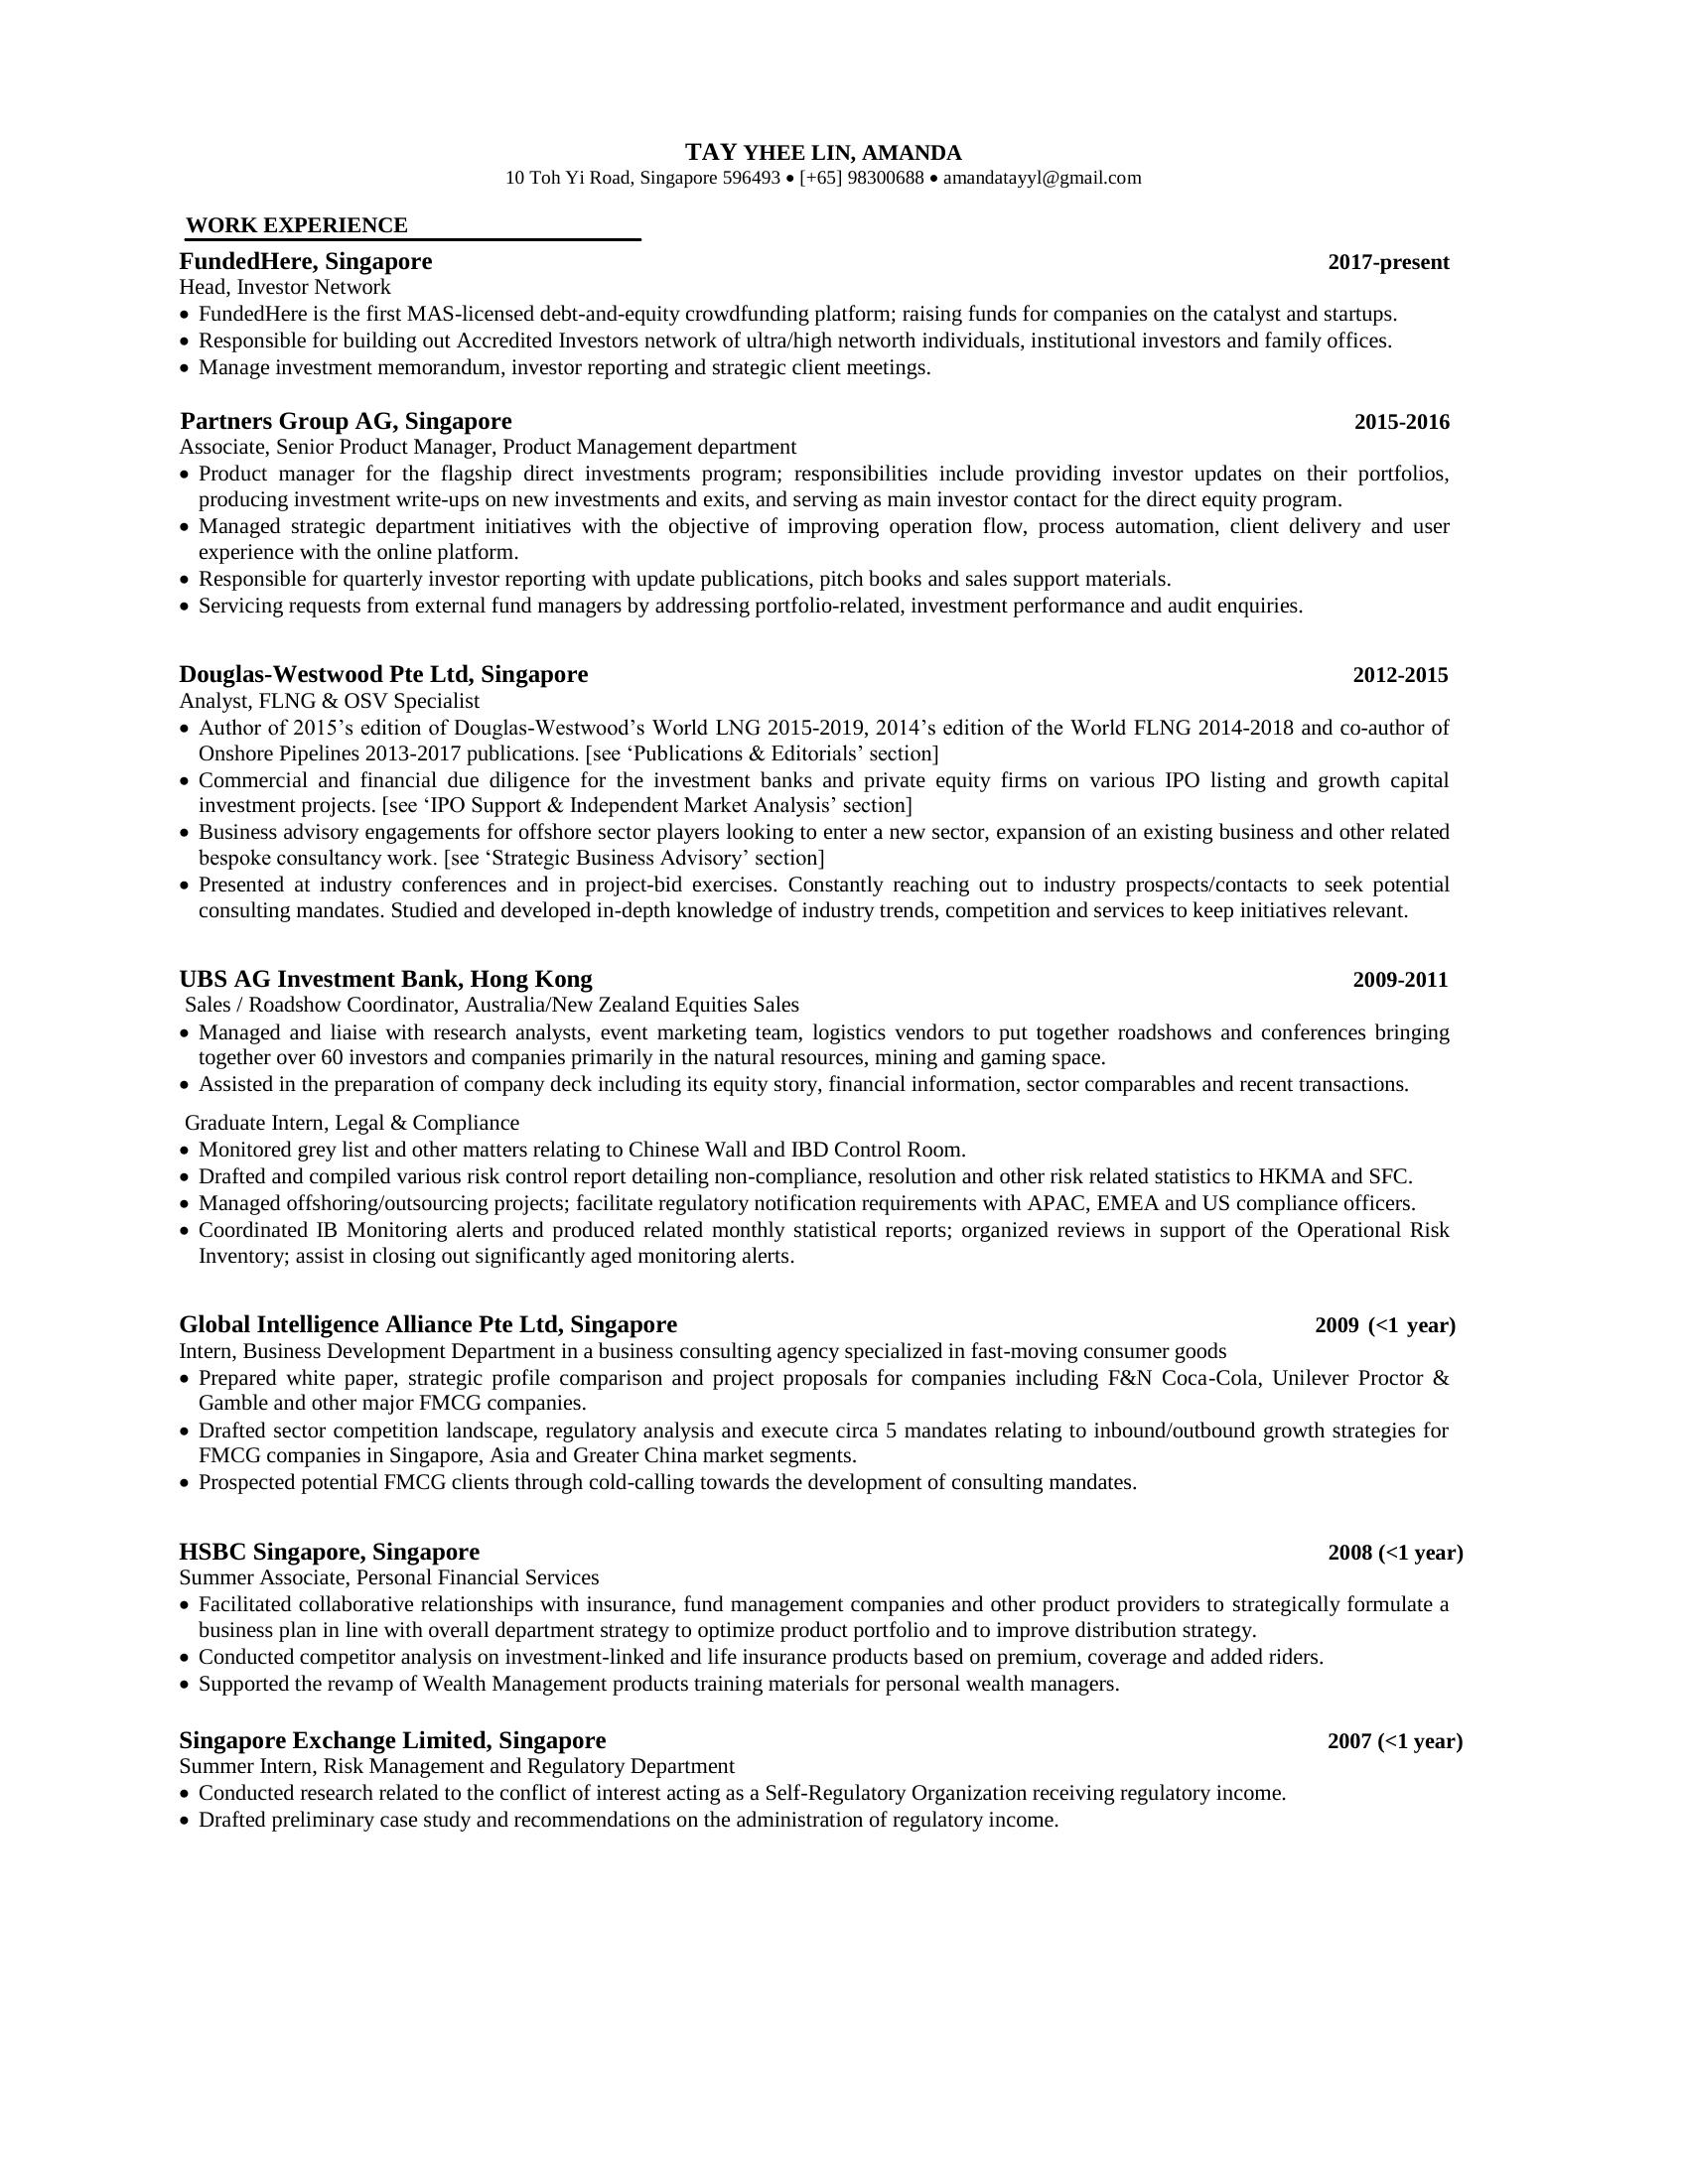 TAY YHEE LIN, AMANDA
10 Toh Yi Road, Singapore 596493 • [+65] 98300688 • amandatayyl@gmail.com
WORK EXPERIENCE
FundedHere, Singapore 2017-present
Head, Investor Network
• FundedHere is the first MAS-licensed debt-and-equity crowdfunding platform; raising funds for companies on the catalyst and startups.
• Responsible for building out Accredited Investors network of ultra/high networth individuals, institutional investors and family offices.
• Manage investment memorandum, investor reporting and strategic client meetings.
Partners Group AG, Singapore 2015-2016
Associate, Senior Product Manager, Product Management department
• Product manager for the flagship direct investments program; responsibilities include providing investor updates on their portfolios,
producing investment write-ups on new investments and exits, and serving as main investor contact for the direct equity program.
• Managed strategic department initiatives with the objective of improving operation flow, process automation, client delivery and user
experience with the online platform.
• Responsible for quarterly investor reporting with update publications, pitch books and sales support materials.
• Servicing requests from external fund managers by addressing portfolio-related, investment performance and audit enquiries.
Douglas-Westwood Pte Ltd, Singapore 2012-2015
Analyst, FLNG & OSV Specialist
• Author of 2015’s edition of Douglas-Westwood’s World LNG 2015-2019, 2014’s edition of the World FLNG 2014-2018 and co-author of
Onshore Pipelines 2013-2017 publications. [see ‘Publications & Editorials’ section]
• Commercial and financial due diligence for the investment banks and private equity firms on various IPO listing and growth capital
investment projects. [see ‘IPO Support & Independent Market Analysis’ section]
• Business advisory engagements for offshore sector players looking to enter a new sector, expansion of an existing business and other related
bespoke consultancy work. [see ‘Strategic Business Advisory’ section]
• Presented at industry conferences and in project-bid exercises. Constantly reaching out to industry prospects/contacts to seek potential
consulting mandates. Studied and developed in-depth knowledge of industry trends, competition and services to keep initiatives relevant.
UBS AG Investment Bank, Hong Kong 2009-2011
Sales / Roadshow Coordinator, Australia/New Zealand Equities Sales
• Managed and liaise with research analysts, event marketing team, logistics vendors to put together roadshows and conferences bringing
together over 60 investors and companies primarily in the natural resources, mining and gaming space.
• Assisted in the preparation of company deck including its equity story, financial information, sector comparables and recent transactions.
Graduate Intern, Legal & Compliance
• Monitored grey list and other matters relating to Chinese Wall and IBD Control Room.
• Drafted and compiled various risk control report detailing non-compliance, resolution and other risk related statistics to HKMA and SFC.
• Managed offshoring/outsourcing projects; facilitate regulatory notification requirements with APAC, EMEA and US compliance officers.
• Coordinated IB Monitoring alerts and produced related monthly statistical reports; organized reviews in support of the Operational Risk
Inventory; assist in closing out significantly aged monitoring alerts.
Global Intelligence Alliance Pte Ltd, Singapore 2009 (<1 year)
Intern, Business Development Department in a business consulting agency specialized in fast-moving consumer goods
• Prepared white paper, strategic profile comparison and project proposals for companies including F&N Coca-Cola, Unilever Proctor &
Gamble and other major FMCG companies.
• Drafted sector competition landscape, regulatory analysis and execute circa 5 mandates relating to inbound/outbound growth strategies for
FMCG companies in Singapore, Asia and Greater China market segments.
• Prospected potential FMCG clients through cold-calling towards the development of consulting mandates.
HSBC Singapore, Singapore 2008 (<1 year)
Summer Associate, Personal Financial Services
• Facilitated collaborative relationships with insurance, fund management companies and other product providers to strategically formulate a
business plan in line with overall department strategy to optimize product portfolio and to improve distribution strategy.
• Conducted competitor analysis on investment-linked and life insurance products based on premium, coverage and added riders.
• Supported the revamp of Wealth Management products training materials for personal wealth managers.
Singapore Exchange Limited, Singapore 2007 (<1 year)
Summer Intern, Risk Management and Regulatory Department
• Conducted research related to the conflict of interest acting as a Self-Regulatory Organization receiving regulatory income.
• Drafted preliminary case study and recommendations on the administration of regulatory income.